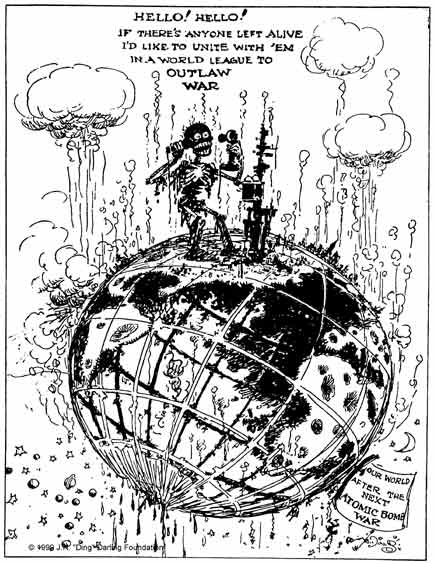 HELLO! HELLO!
IF THERE'S ANYONE LEFT ALIVE
I'D LIKE TO UNITE WITH 'EM
IN A WORLD LEAGUE TO
OUTLAW
WAR
OUR WORLD
AFTER THE
NEXT
ATOMIC BOMB
WAR
© 1999 J.N. "Ding" Darling Foundation